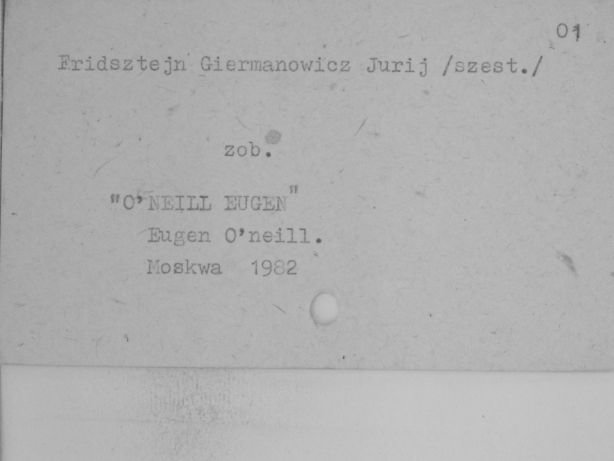 01
Fridsztejn Giermanowicz Jurij /szest./
zob.
"O'NEILL EUGEN"
Eugen O'neill.
Moskwa 1982